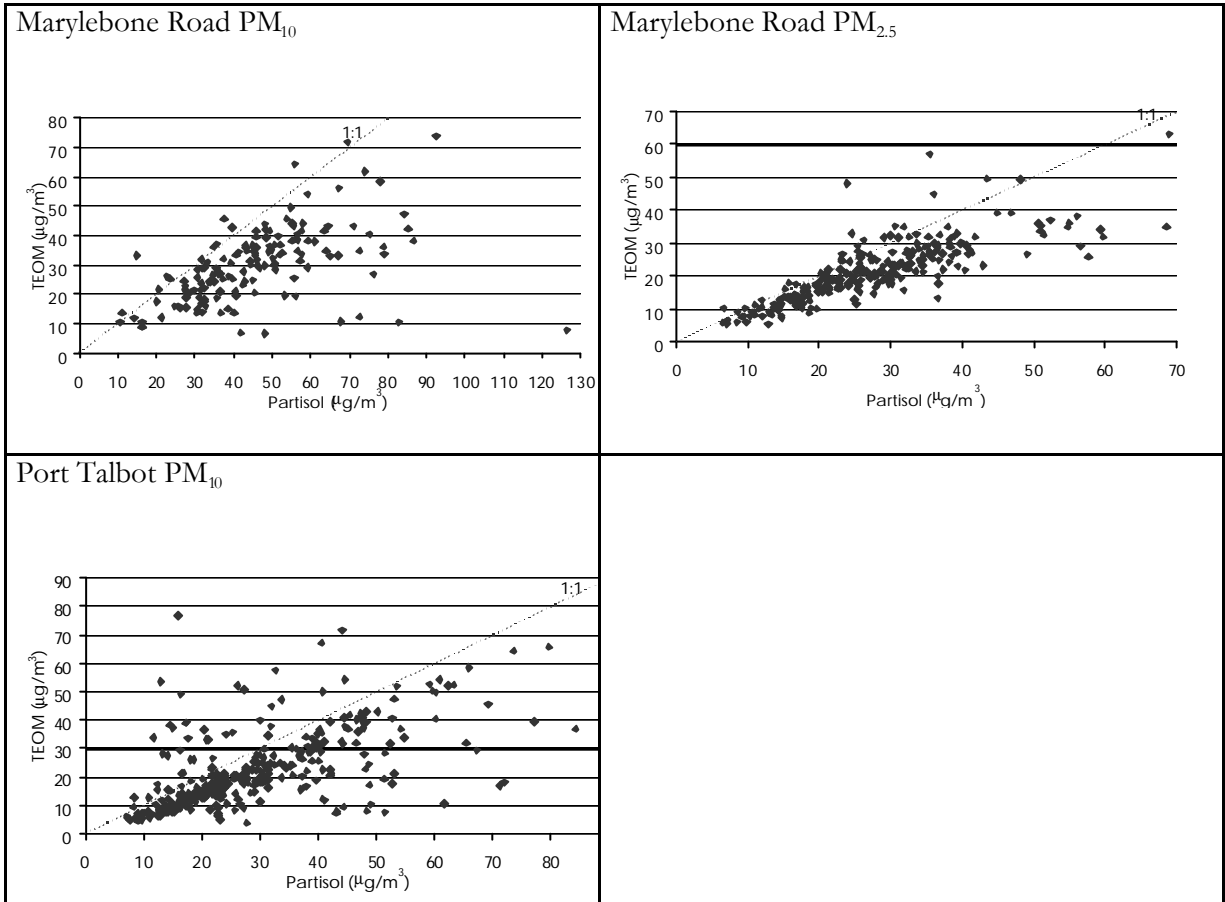 Marylebone Road PM10
80
70
60
50
40
30
20
10
0
TEOM (µg/m3)
1:1
0 10 20 30 40 50 60 70 80 90 100 110 120 130
Partisol (µg/m3)
Marylebone Road PM2.5
70
60
50
40
30
20
10
0
TEOM (µg/m3)
1:1
0 10 20 30 40 50 60 70
Partisol (µg/m3)
Port Talbot PM10
90
80
70
60
50
40
30
20
10
0
TEOM (µg/m3)
1:1
0 10 20 30 40 50 60 70 80
Partisol (µg/m3)